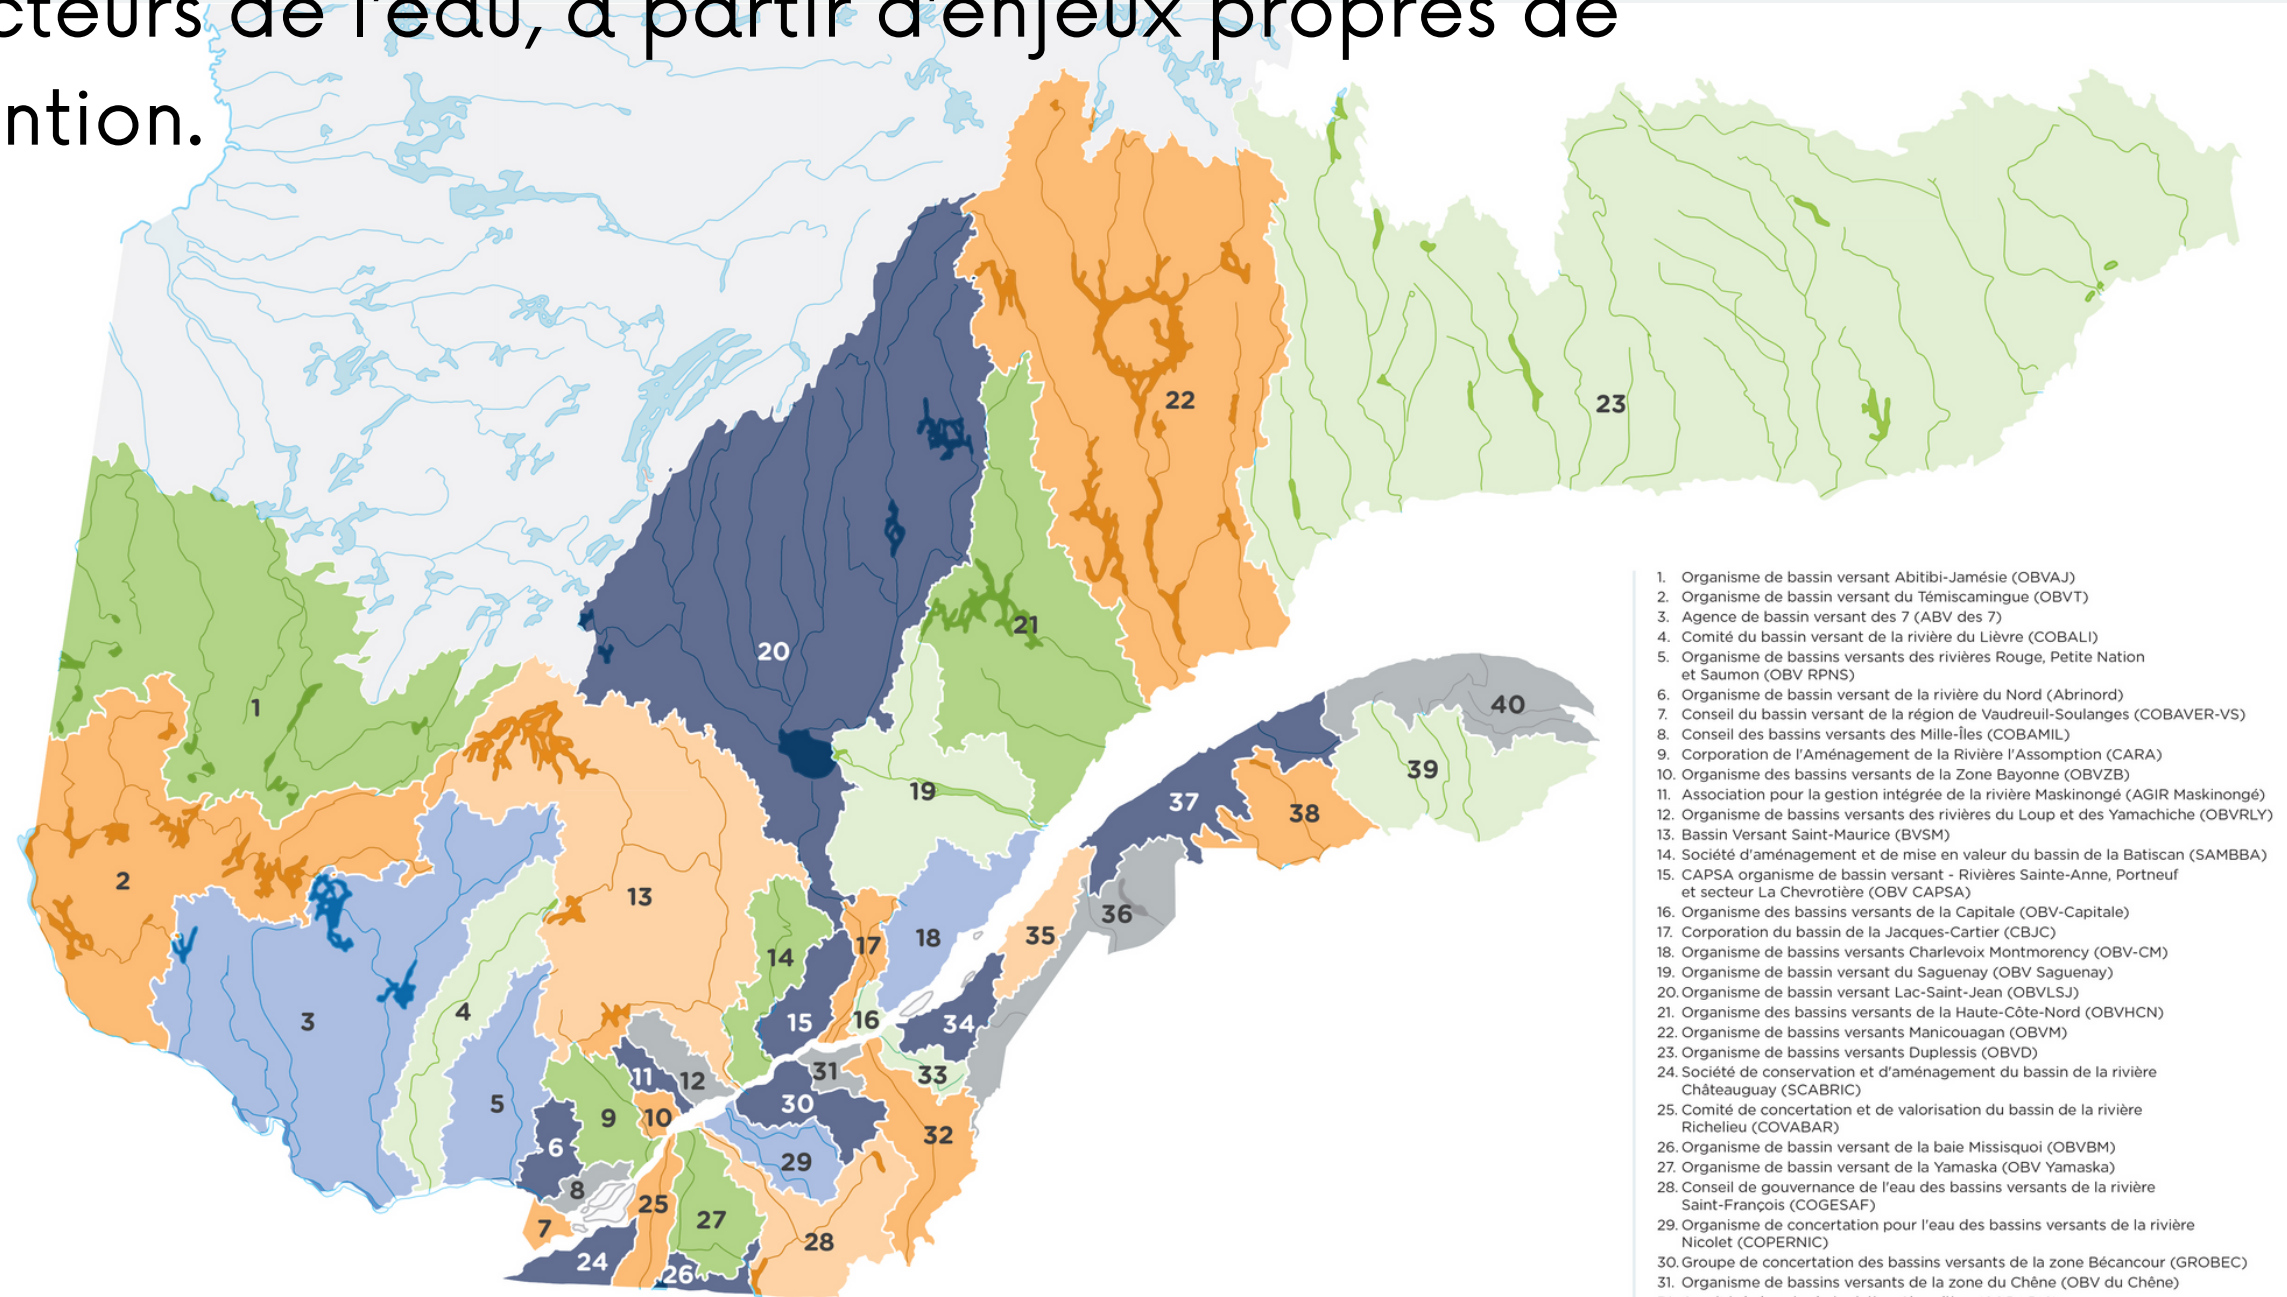 cteurs de l'eau, à partir d'enjeux propres de
ntion.
22
23
20
21
1
40
19
39
37
38
2
13
36
35
18
17
14
3
4
15
16
34
31
33
11
12
30
5
9
10
32
6
29
8
25
27
7
28
24
26
1. Organisme de bassin versant Abitibi-Jamésie (OBVAJ)
2. Organisme de bassin versant du Témiscamingue (OBVT)
3. Agence de bassin versant des 7 (ABV des 7)
4. Comité du bassin versant de la rivière du Lièvre (COBALI)
5. Organisme de bassins versants des rivières Rouge, Petite Nation
et Saumon (OBV RPNS)
6. Organisme de bassin versant de la rivière du Nord (Abrinord)
7. Conseil du bassin versant de la région de Vaudreuil-Soulanges (COBAVER-VS)
8. Conseil des bassins versants des Mille-Îles (COBAMIL)
9. Corporation de l'Aménagement de la Rivière l'Assomption (CARA)
10. Organisme des bassins versants de la Zone Bayonne (OBVZB)
11. Association pour la gestion intégrée de la rivière Maskinongé (AGIR Maskinongé)
12. Organisme de bassins versants des rivières du Loup et des Yamachiche (OBVRLY)
13. Bassin Versant Saint-Maurice (BVSM)
14. Société d'aménagement et de mise en valeur du bassin de la Batiscan (SAMBBA)
15. CAPSA organisme de bassin versant - Rivières Sainte-Anne, Portneuf
et secteur La Chevrotière (OBV CAPSA)
16. Organisme des bassins versants de la Capitale (OBV-Capitale)
17. Corporation du bassin de la Jacques-Cartier (CBJC)
18. Organisme de bassins versants Charlevoix Montmorency (OBV-CM)
19. Organisme de bassin versant du Saguenay (OBV Saguenay)
20. Organisme de bassin versant Lac-Saint-Jean (OBVLSJ)
21. Organisme des bassins versants de la Haute-Côte-Nord (OBVHCN)
22. Organisme de bassins versants Manicouagan (OBVM)
23. Organisme de bassins versants Duplessis (OBVD)
24. Société de conservation et d'aménagement du bassin de la rivière
Châteauguay (SCABRIC)
25. Comité de concertation et de valorisation du bassin de la rivière
Richelieu (COVABAR)
26. Organisme de bassin versant de la baie Missisquoi (OBVBM)
27. Organisme de bassin versant de la Yamaska (OBV Yamaska)
28. Conseil de gouvernance de l'eau des bassins versants de la rivière
Saint-François (COGESAF)
29. Organisme de concertation pour l'eau des bassins versants de la rivière
Nicolet (COPERNIC)
30. Groupe de concertation des bassins versants de la zone Bécancour (GROBEC)
31. Organisme de bassins versants de la zone du Chêne (OBV du Chêne)